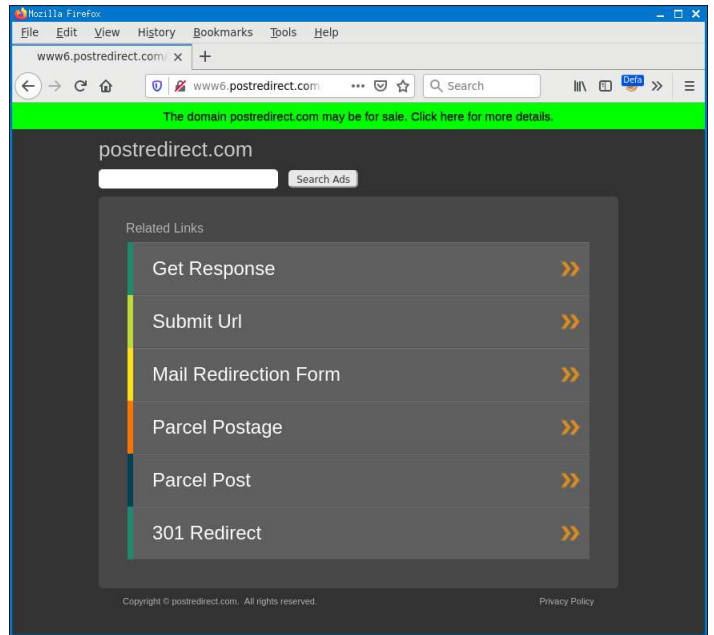 Mozilla Firefox
File Edit View History Bookmarks Tools Help
www6.postredirect.com/
www6.postredirect.com
Search
Defa
The domain postredirect.com may be for sale. Click here for more details.
postredirect.com
Search Ads
Related Links
Get Response
Submit Url
Mail Redirection Form
Parcel Postage
Parcel Post
301 Redirect
Copyright © postredirect.com. All rights reserved. Privacy Policy